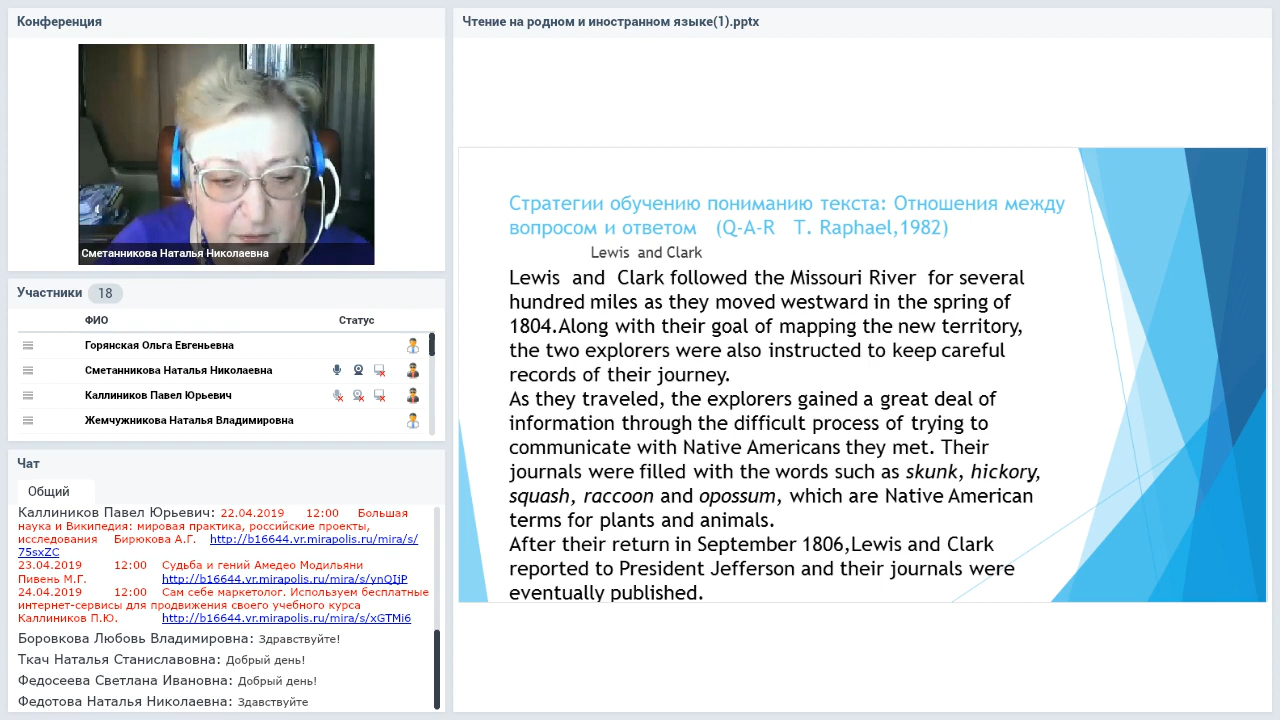 Конференция
Сметанникова Наталья Николаевна
Участники 18
ФИО Статус
Горянская Ольга Евгеньевна
Сметанникова Наталья Николаевна
Каллиников Павел Юрьевич
Жемчужникова Наталья Владимировна
Чат
Общий
Каллиников Павел Юрьевич: 22.04.2019 12:00 Большая
наука и Википедия: мировая практика, российские проекты,
исследования Бирюкова А.Г. http://b16644.vr.mirapolis.ru/mira/s/
75sxZC
23.04.2019 12:00 Судьба и гений Амедео Модильяни
Пивень М.Г. http://b16644.vr.mirapolis.ru/mira/s/ynQIjP
24.04.2019 12:00 Сам себе маркетолог. Используем бесплатные
интернет-сервисы для продвижения своего учебного курса
Каллиников П.Ю. http://b16644.vr.mirapolis.ru/mira/s/xGTMi6
Боровкова Любовь Владимировна: Здравствуйте!
Ткач Наталья Станиславовна: Добрый день!
Федосеева Светлана Ивановна: Добрый день!
Федотова Наталья Николаевна: Здавствуйте
Чтение на родном и иностранном языке(1).pptx
Стратегии обучению пониманию текста: Отношения между
вопросом и ответом (Q-A-R T. Raphael,1982)
Lewis and Clark
Lewis and Clark followed the Missouri River for several
hundred miles as they moved westward in the spring of
1804.Along with their goal of mapping the new territory,
the two explorers were also instructed to keep careful
records of their journey.
As they traveled, the explorers gained a great deal of
information through the difficult process of trying to
communicate with Native Americans they met. Their
journals were filled with the words such as skunk, hickory,
squash, raccoon and opossum, which are Native American
terms for plants and animals.
After their return in September 1806,Lewis and Clark
reported to President Jefferson and their journals were
eventually published.